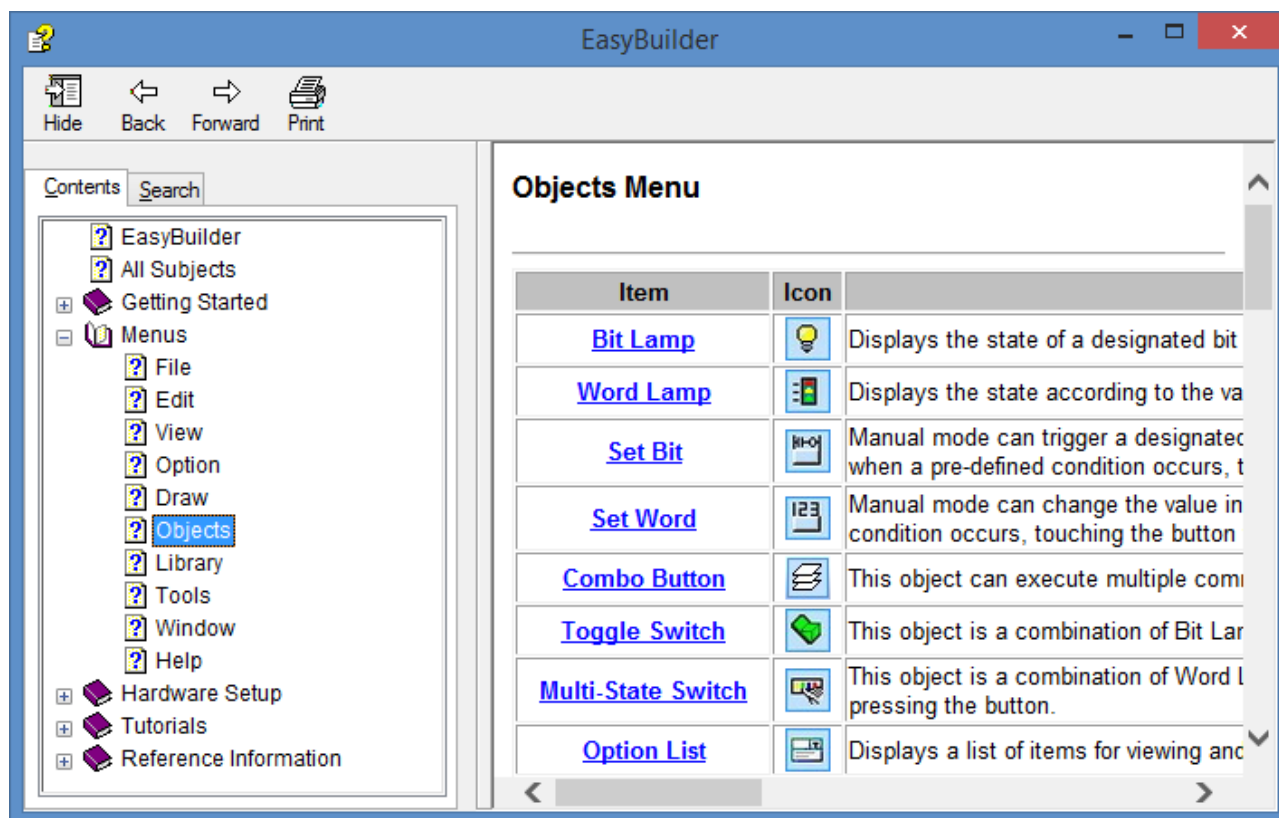 EasyBuilder
Hide Back Forward Print
Contents Search
EasyBuilder
All Subjects
Getting Started
Menus
File
Edit
View
Option
Draw
Objects
Library
Tools
Window
Help
Hardware Setup
Tutorials
Reference Information
Objects Menu
Item Icon
Bit Lamp Displays the state of a designated bit
Word Lamp Displays the state according to the va
Set Bit Manual mode can trigger a designated
when a pre-defined condition occurs, t
Set Word Manual mode can change the value in
condition occurs, touching the button
Combo Button This object can execute multiple com
Toggle Switch This object is a combination of Bit La
Multi-State Switch This object is a combination of Word L
pressing the button.
Option List Displays a list of items for viewing and